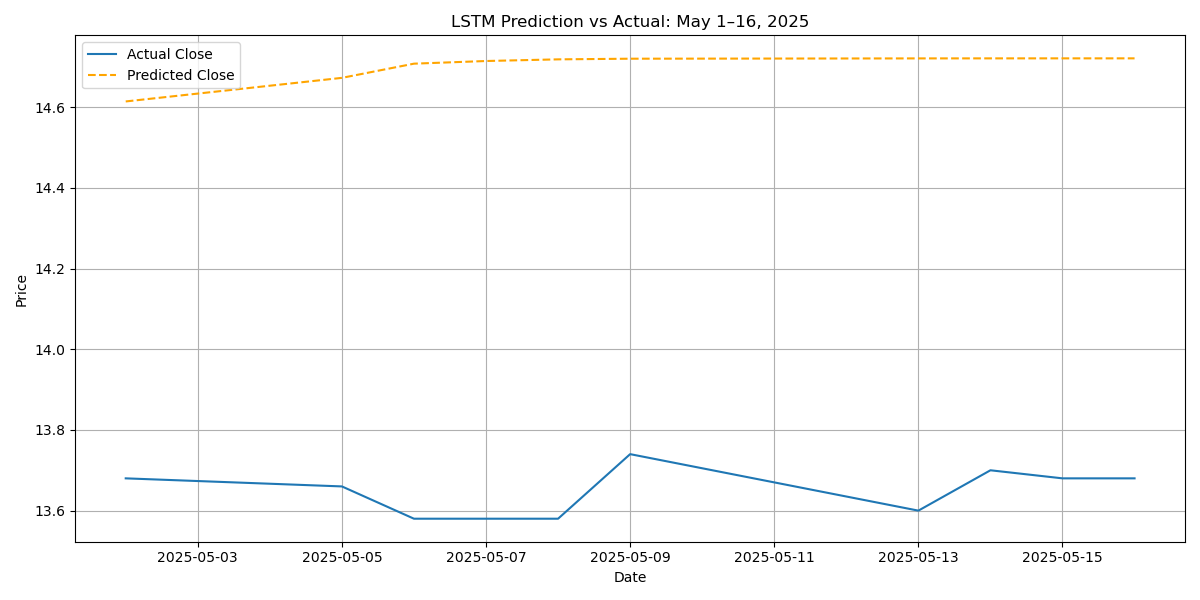 LSTM Prediction vs Actual: May 1–16, 2025
Actual Close
Predicted Close
Price
14.6
14.4
14.2
14.0
13.8
13.6
2025-05-03 2025-05-05 2025-05-07 2025-05-09 2025-05-11 2025-05-13 2025-05-15
Date